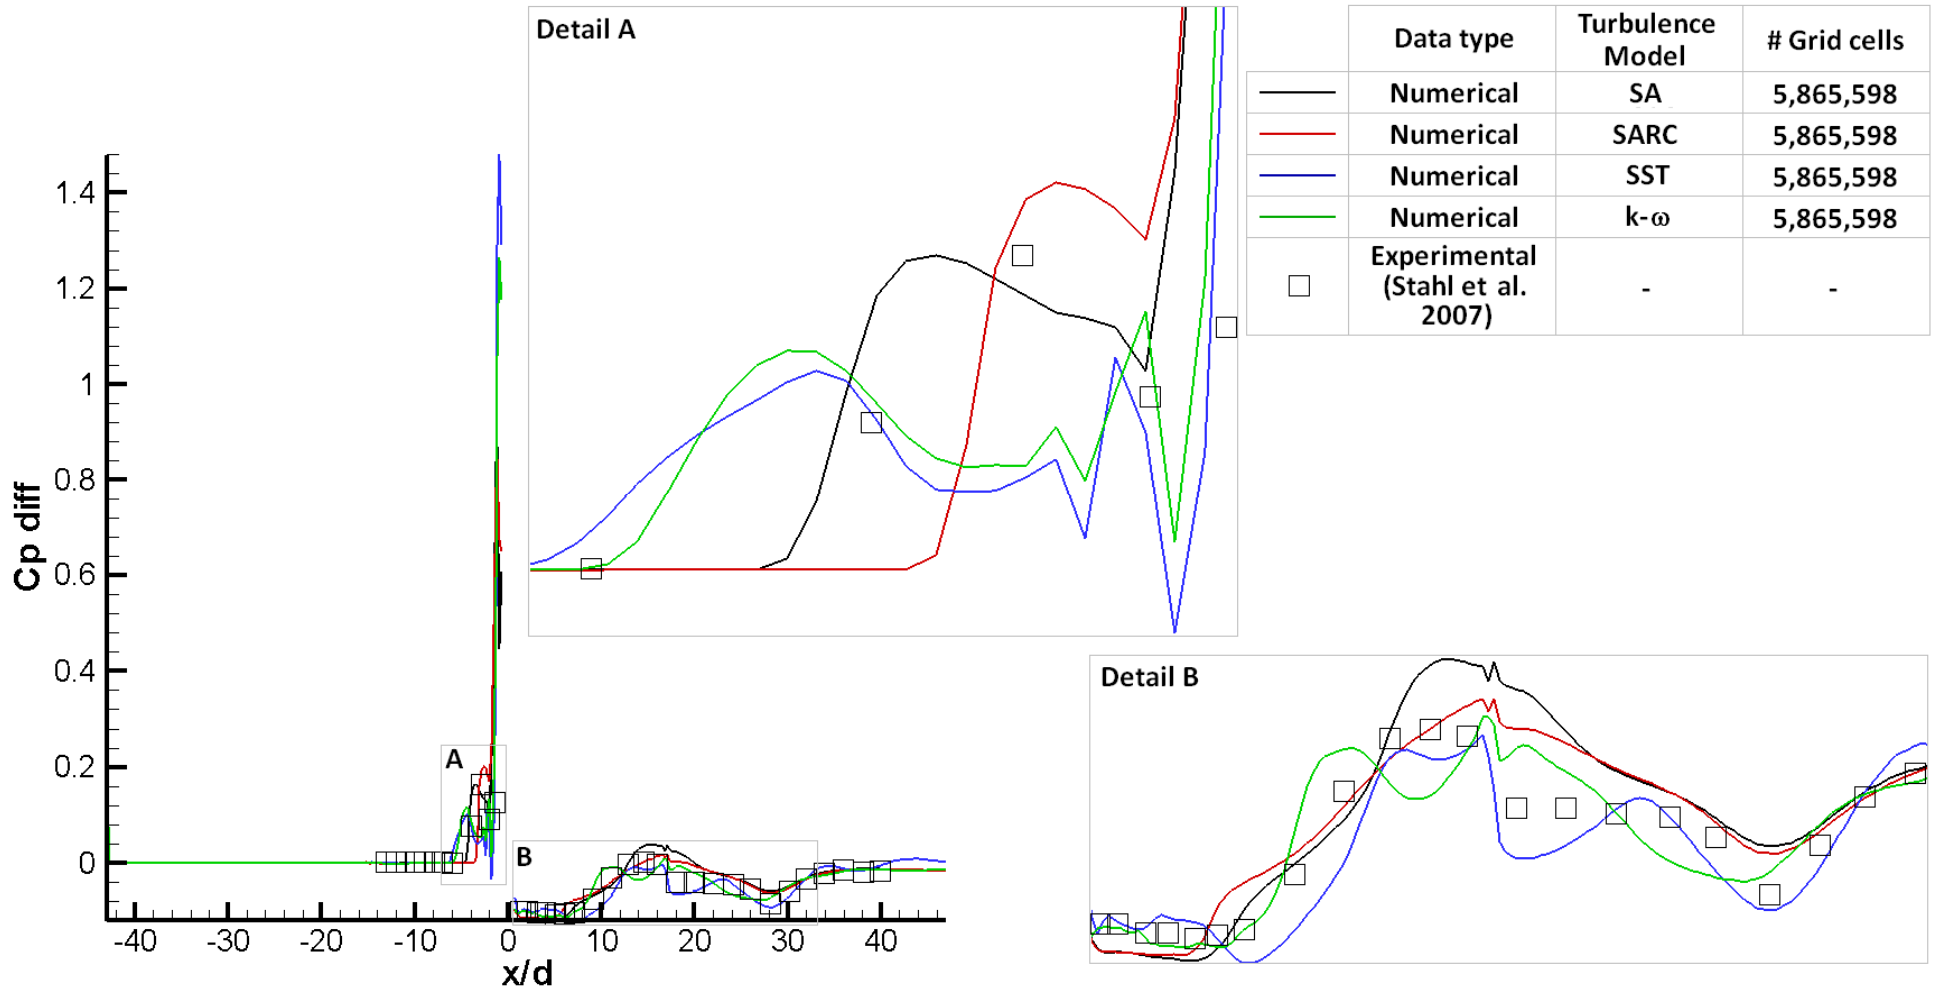 Detail A
Data type
Turbulence
Model
# Grid cells
Numerical
SA
5,865,598
Numerical
SARC
5,865,598
Numerical
SST
5,865,598
Numerical
k-ω
5,865,598
Experimental
(Stahl et al.
2007)
-
-
1.4
1.2
1
0.8
0.6
0.4
0.2
0
Cp diff
A
B
Detail B
-40
-30
-20
-10
0
10
20
30
40
x/d